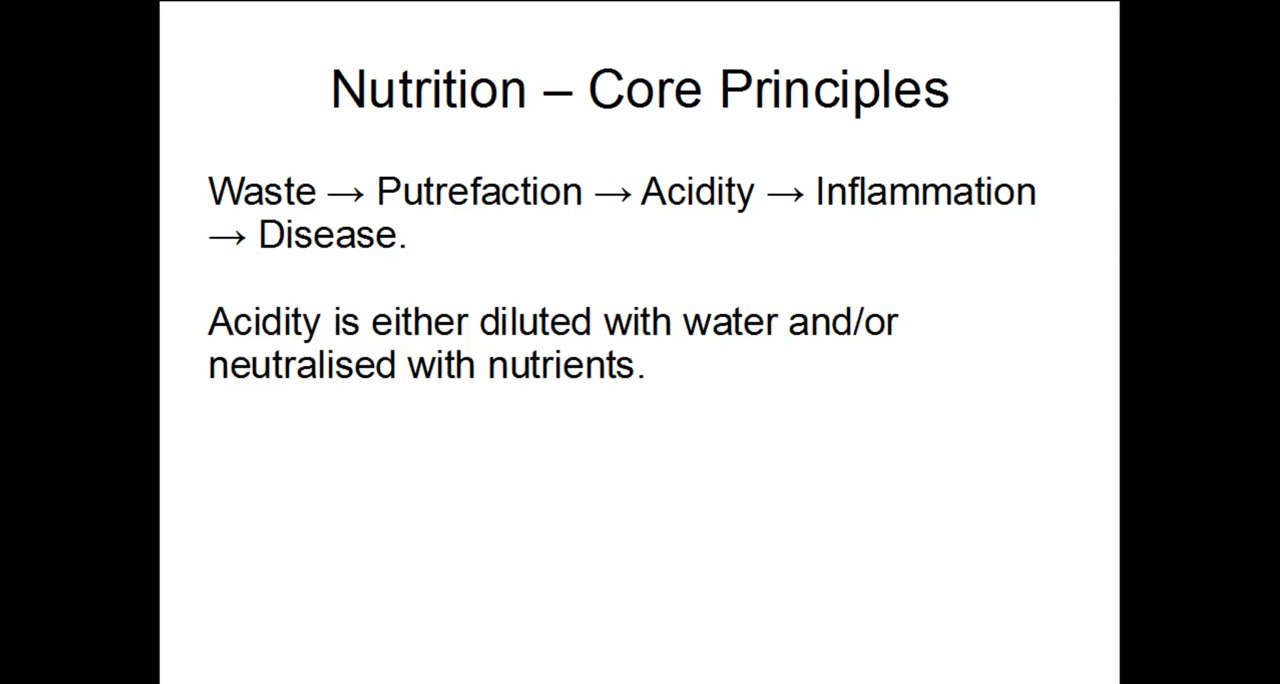 Nutrition – Core Principles
Waste → Putrefaction → Acidity → Inflammation
→ Disease.
Acidity is either diluted with water and/or
neutralised with nutrients.